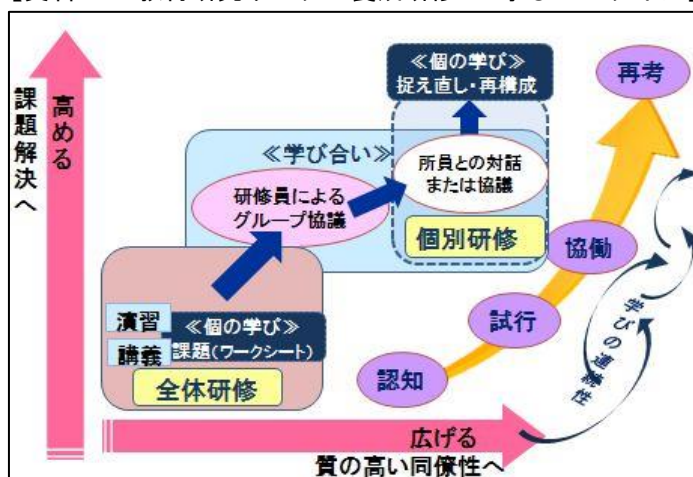 課題解決へ
高める
≪個の学び≫
捉え直し・再構成
≪学び合い≫
研修員による
グループ協議
所員との対話
または協議
個別研修
演習
講義
≪個の学び≫
課題(ワークシート)
全体研修
再考
協働
試行
認知
学びの連続性
広げる
質の高い同僚性へ